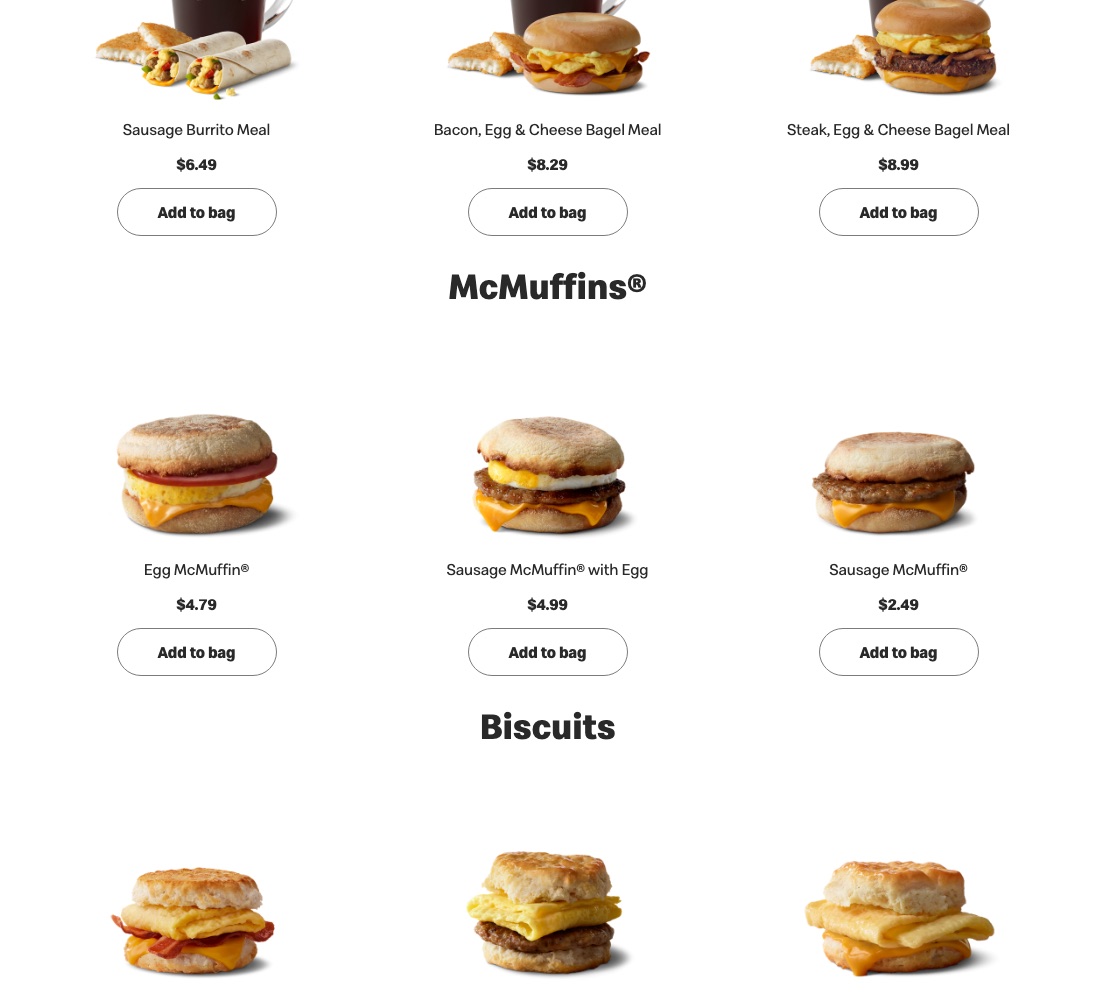 Sausage Burrito Meal
Bacon, Egg & Cheese Bagel Meal
Steak, Egg & Cheese Bagel Meal
$6.49
$8.29
$8.99
Add to bag
Add to bag
Add to bag
McMuffins®
Egg McMuffin®
Sausage McMuffin® with Egg
Sausage McMuffin®
$4.79
$4.99
$2.49
Add to bag
Add to bag
Add to bag
Biscuits